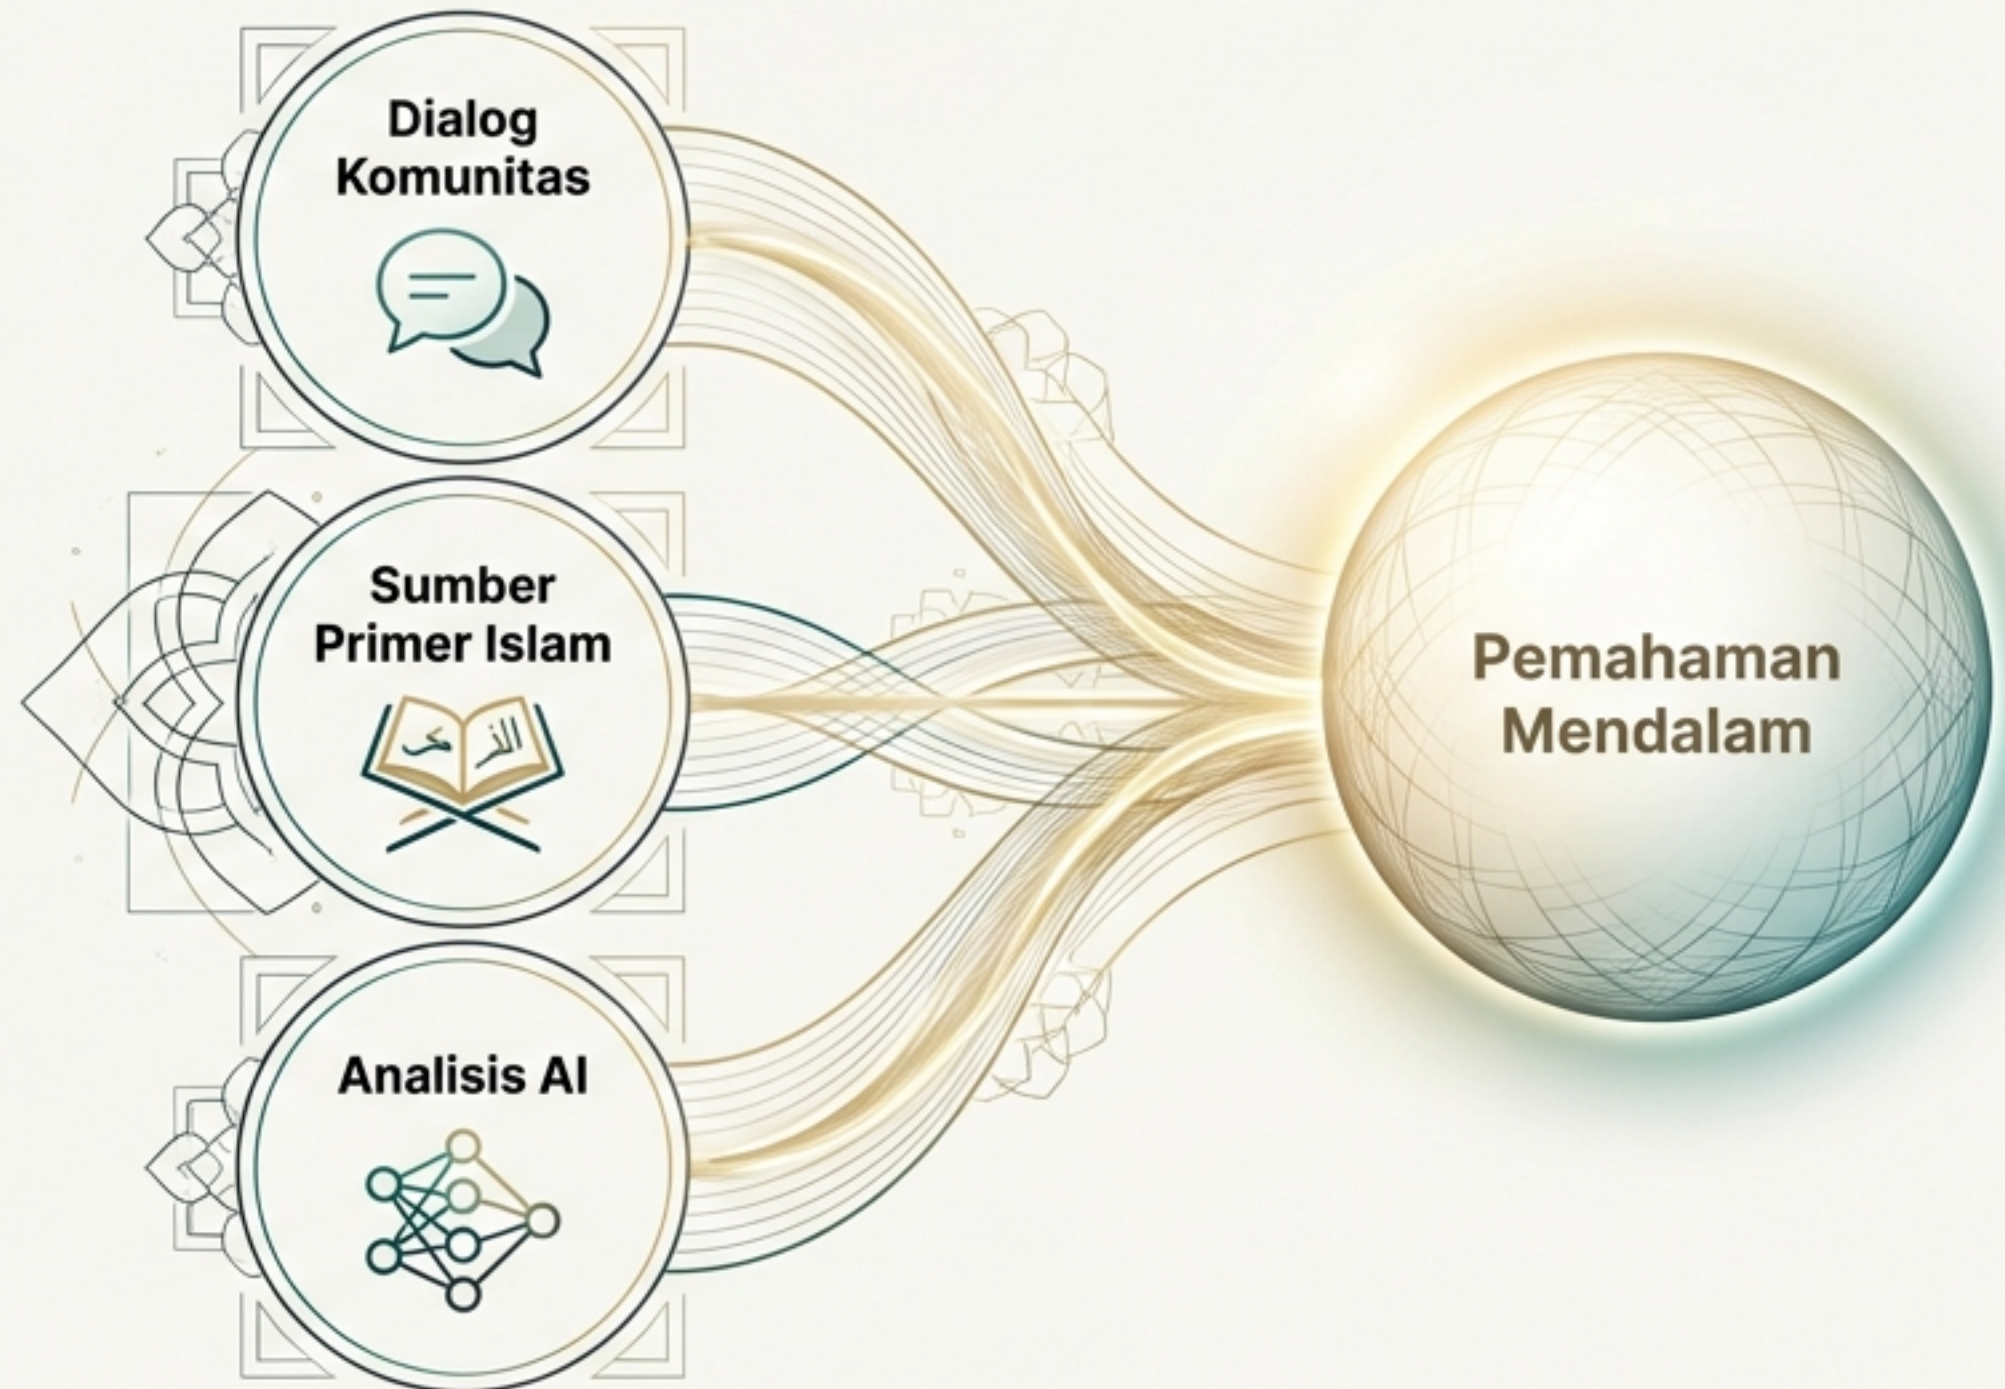 Dialog
Komunitas
Sumber
Primer Islam
Analisis AI
Pemahaman
Mendalam